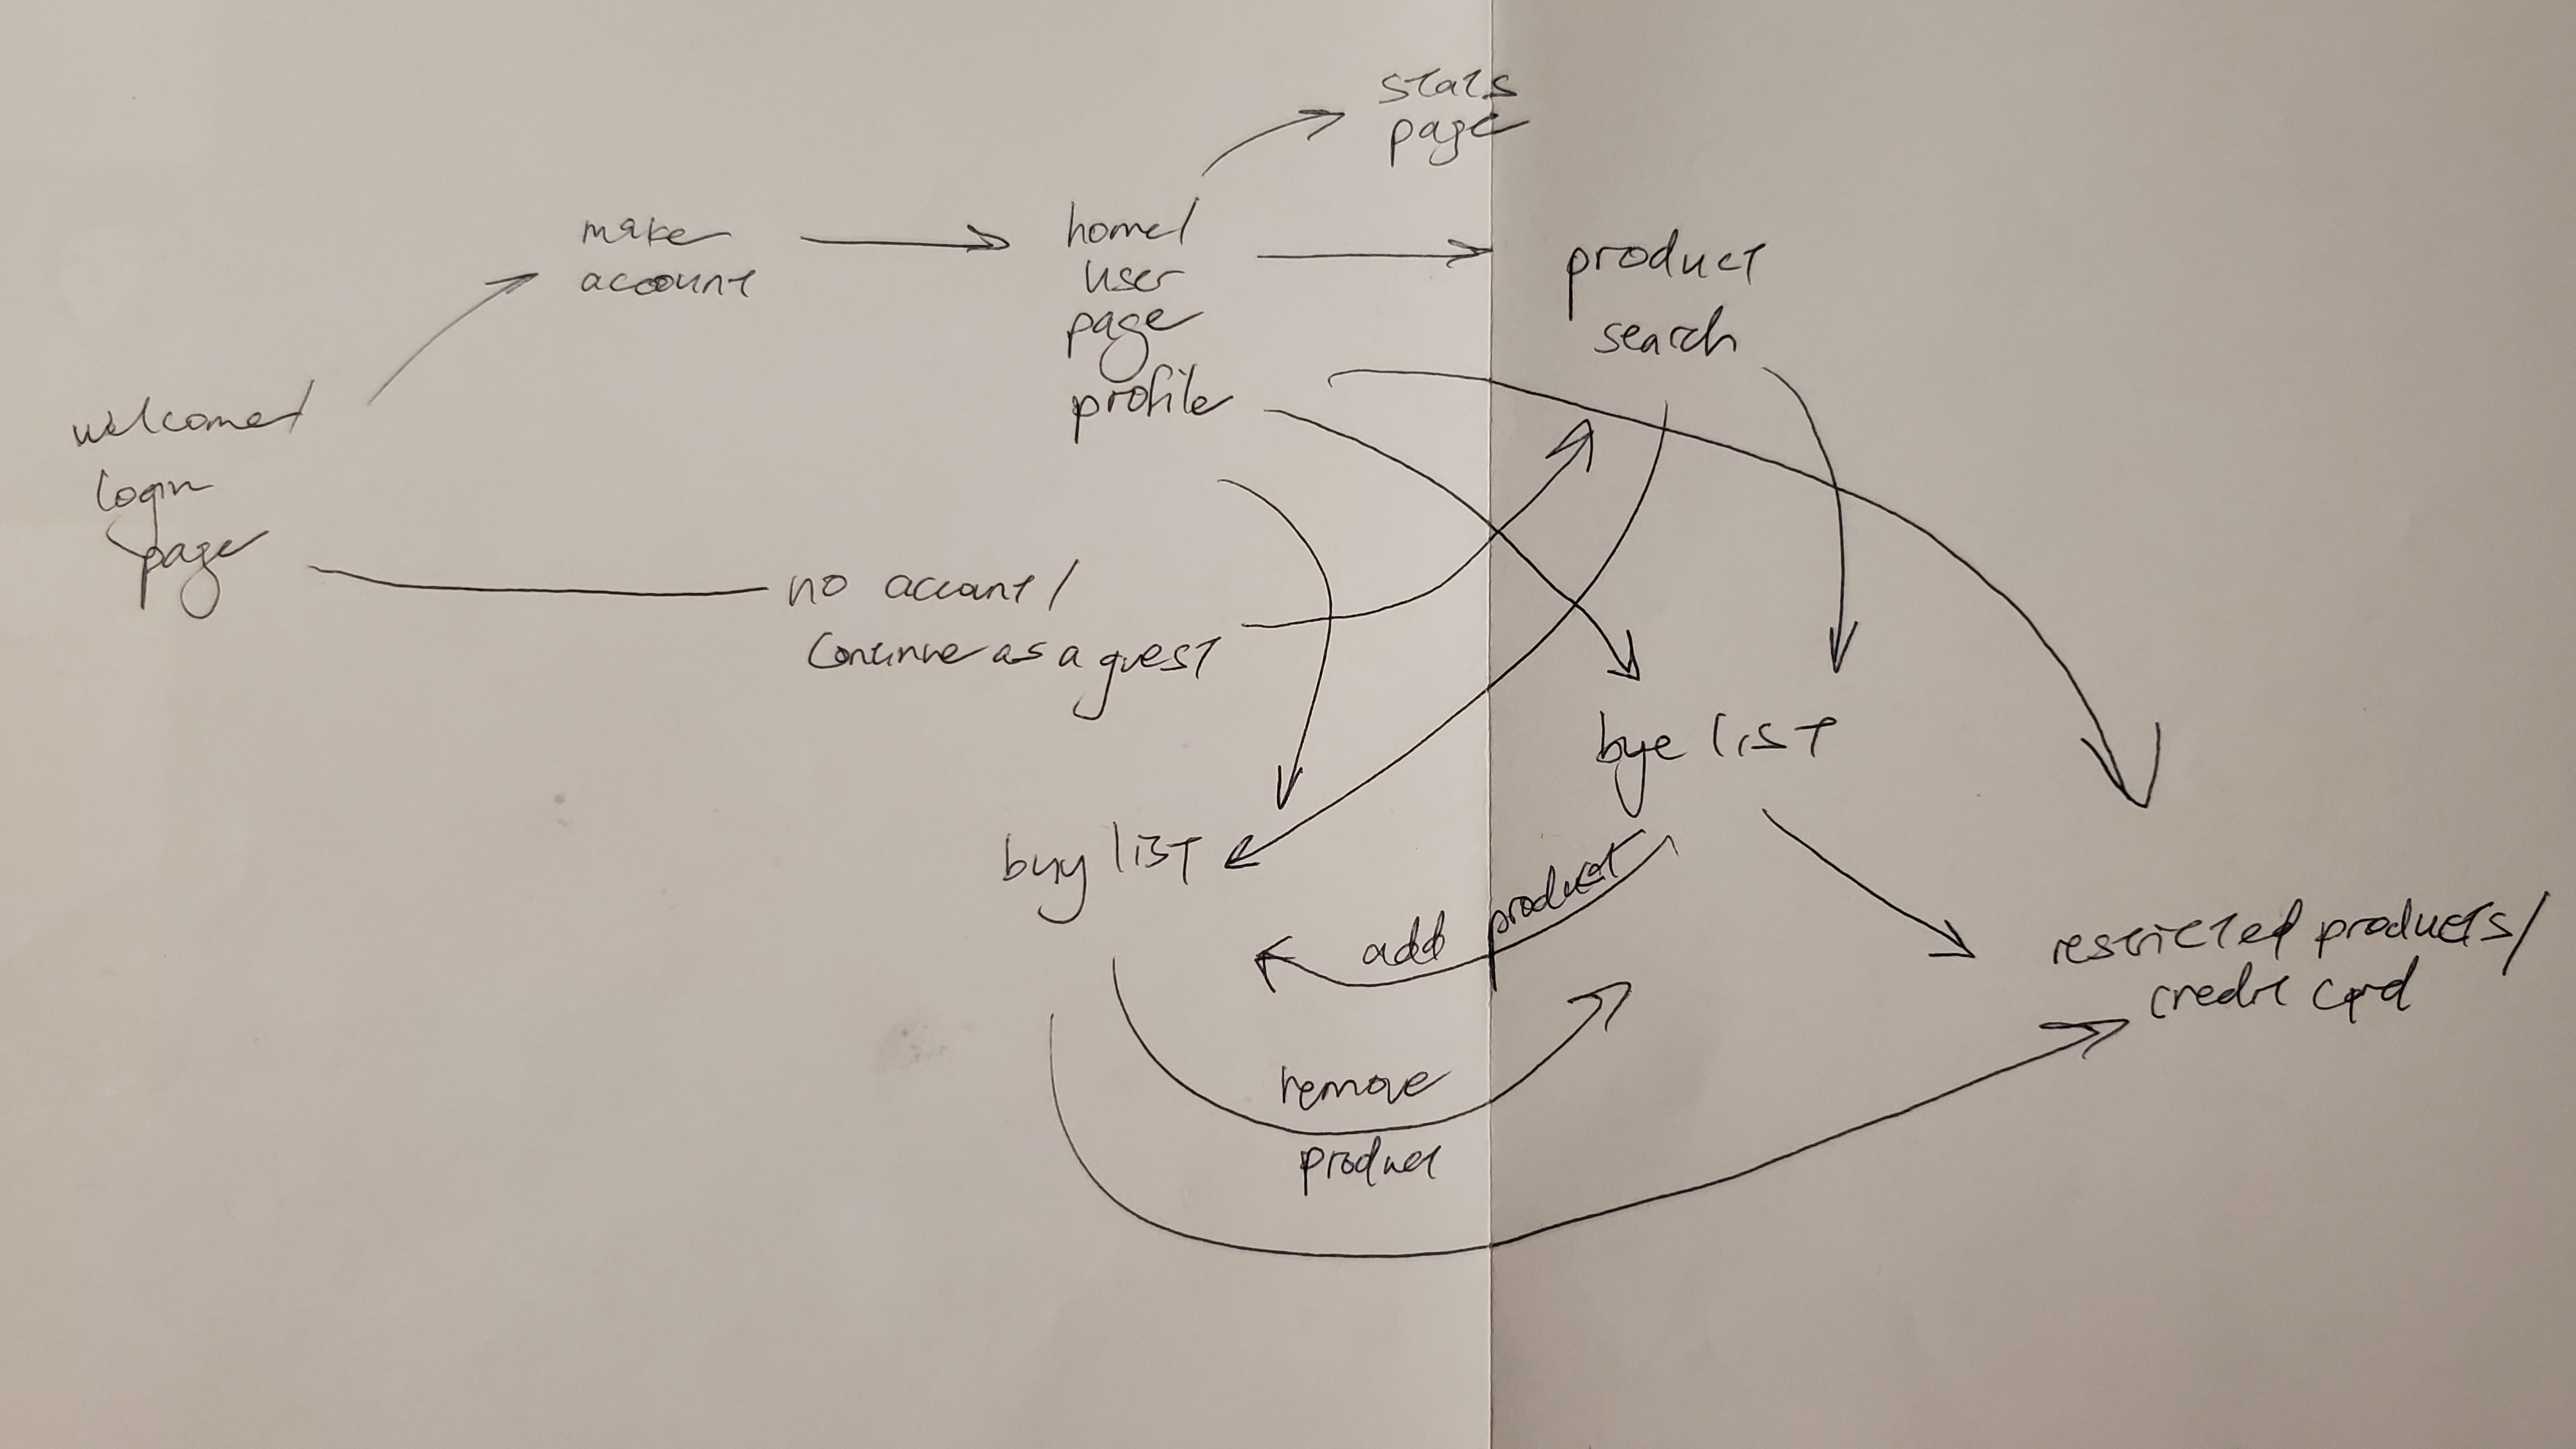 stats
page
make
account
home/
user
page
profile
product
search
welcome/
login
page
no account/
continue as a guest
bye list
buy list
add product
restricted products/
credit card
remove
product